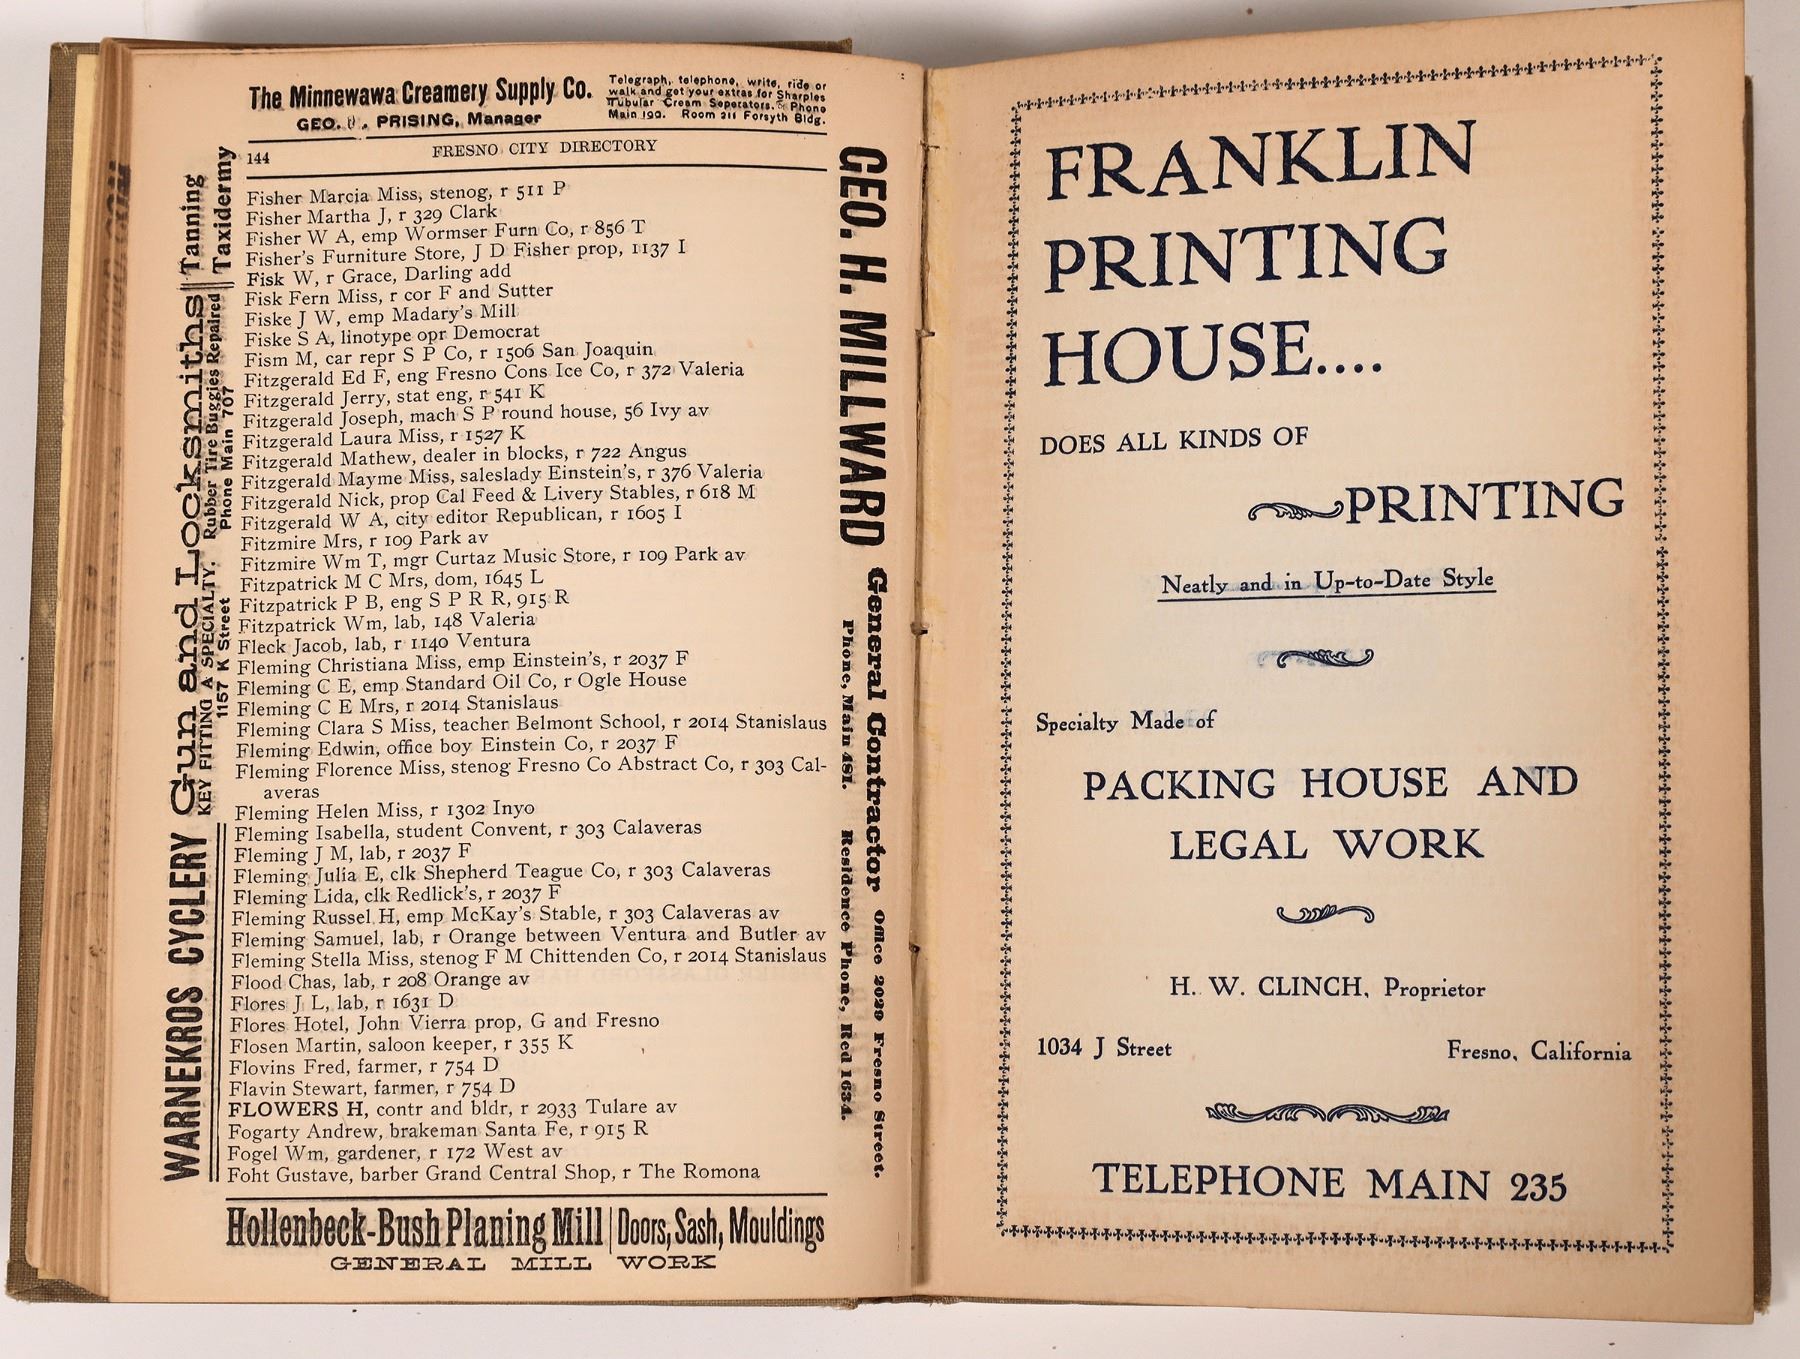 The Minnewawa Creamery Supply Co.
GEO. PRISING, Manager
Telegraph, telephone, write, ride or
walk and get your extras for Sharples
Tubular Cream Seperators. Phone
Main 199. Room 211 Forsyth Bldg.
144
FRESNO CITY DIRECTORY
Fisher Marcia Miss, stenog, r 511 P
Fisher Martha J, r 329 Clark
Fisher W A, emp Wormser Furn Co, r 856 T
Fisher's Furniture Store, J D Fisher prop, 1137 I
Fisk W, r Grace, Darling add
Fisk Fern Miss, r cor F and Sutter
Fiske J W, emp Madary's Mill
Fiske S A, linotype opr Democrat
Fism M, car repr S P Co, r 1506 San Joaquin
Fitzgerald Ed F, eng Fresno Cons Ice Co, r 372 Valeria
Fitzgerald Jerry, stat eng, r 541 K
Fitzgerald Joseph, mach S P round house, 56 Ivy av
Fitzgerald Laura Miss, r 1527 K
Fitzgerald Mathew, dealer in blocks, r 722 Angus
Fitzgerald Mayme Miss, saleslady Einstein's, r 376 Valeria
Fitzgerald Nick, prop Cal Feed & Livery Stables, r 618 M
Fitzgerald W A, city editor Republican, r 1605 I
Fitzmire Mrs, r 109 Park av
Fitzmire Wm T, mgr Curtaz Music Store, r 109 Park av
Fitzpatrick M C Mrs, dom, 1645 L
Fitzpatrick P B, eng S P R R, 915 R
Fitzpatrick Wm, lab, 148 Valeria
Fleck Jacob, lab, r 1140 Ventura
Fleming Christiana Miss, emp Einstein's, r 2037 F
Fleming C E, emp Standard Oil Co, r Ogle House
Fleming C E Mrs, r 2014 Stanislaus
Fleming Clara S Miss, teacher Belmont School, r 2014 Stanislaus
Fleming Edwin, office boy Einstein Co, r 2037 F
Fleming Florence Miss, stenog Fresno Co Abstract Co, r 303 Cal-
averas
Fleming Helen Miss, r 1302 Inyo
Fleming Isabella, student Convent, r 303 Calaveras
Fleming J M, lab, r 2037 F
Fleming Julia E, clk Shepherd Teague Co, r 303 Calaveras
Fleming Lida, clk Redlick's, r 2037 F
Fleming Russel H, emp McKay's Stable, r 303 Calaveras av
Fleming Samuel, lab, r Orange between Ventura and Butler av
Fleming Stella Miss, stenog F M Chittenden Co, r 2014 Stanislaus
Flood Chas, lab, r 208 Orange av
Flores J L, lab, r 1631 D
Flores Hotel, John Vierra prop, G and Fresno
Flosen Martin, saloon keeper, r 355 K
Flovins Fred, farmer, r 754 D
Flavin Stewart, farmer, r 754 D
FLOWERS H, contr and bldr, r 2933 Tulare av
Fogarty Andrew, brakeman Santa Fe, r 915 R
Fogel Wm, gardener, r 172 West av
Foht Gustave, barber Grand Central Shop, r The Romona
Hollenbeck-Bush Planing Mill | Doors, Sash, Mouldings
GENERAL MILL WORK
WARNEKROS CYCLERY
Gun and Locksmiths
KEY FITTING A SPECIALTY. Rubber Tire Buggies Repaired
1157 K Street Phone Main 707
Tanning
Taxidermy
GEO. H. MILLWARD General Contractor Office 2029 Fresno Street.
Phone, Main 481. Residence Phone, Red 1634.
FRANKLIN
PRINTING
HOUSE....
DOES ALL KINDS OF
PRINTING
Neatly and in Up-to-Date Style
Specialty Made of
PACKING HOUSE AND
LEGAL WORK
H. W. CLINCH, Proprietor
1034 J Street
Fresno, California
TELEPHONE MAIN 235